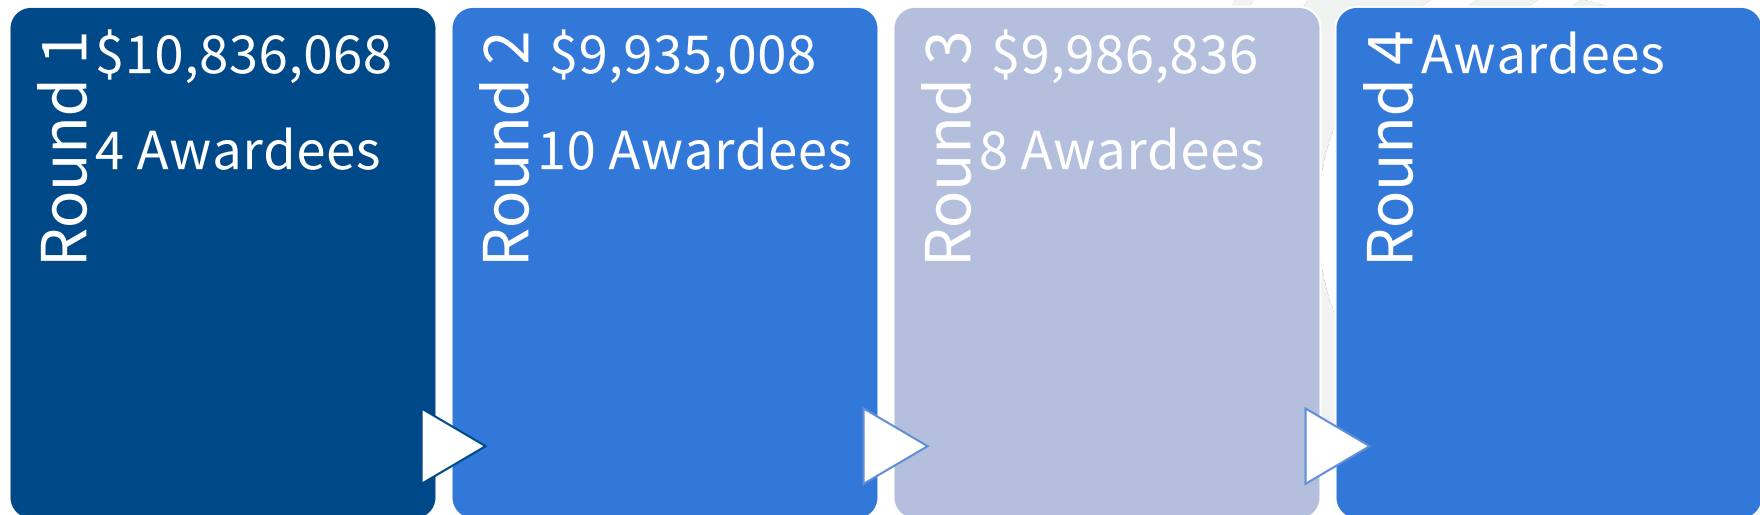 Round 1
$10,836,068
4 Awardees
Round 2
$9,935,008
10 Awardees
Round 3
$9,986,836
8 Awardees
Round 4
Awardees